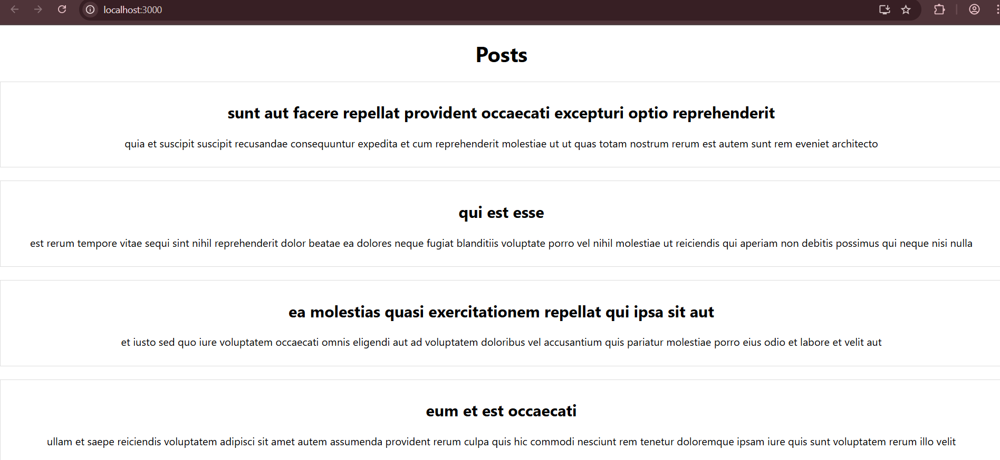 localhost:3000
Posts
sunt aut facere repellat provident occaecati excepturi optio reprehenderit
quia et suscipit suscipit recusandae consequuntur expedita et cum reprehenderit molestiae ut ut quas totam nostrum rerum est autem sunt rem eveniet architecto
qui est esse
est rerum tempore vitae sequi sint nihil reprehenderit dolor beatae ea dolores neque fugiat blanditiis voluptate porro vel nihil molestiae ut reiciendis qui aperiam non debitis possimus qui neque nisi nulla
ea molestias quasi exercitationem repellat qui ipsa sit aut
et iusto sed quo iure voluptatem occaecati omnis eligendi aut ad voluptatem doloribus vel accusantium quis pariatur molestiae porro eius odio et labore et velit aut
eum et est occaecati
ullam et saepe reiciendis voluptatem adipisci sit amet autem assumenda provident rerum culpa quis hic commodi nesciunt rem tenetur doloremque ipsam iure quis sunt voluptatem rerum illo velit